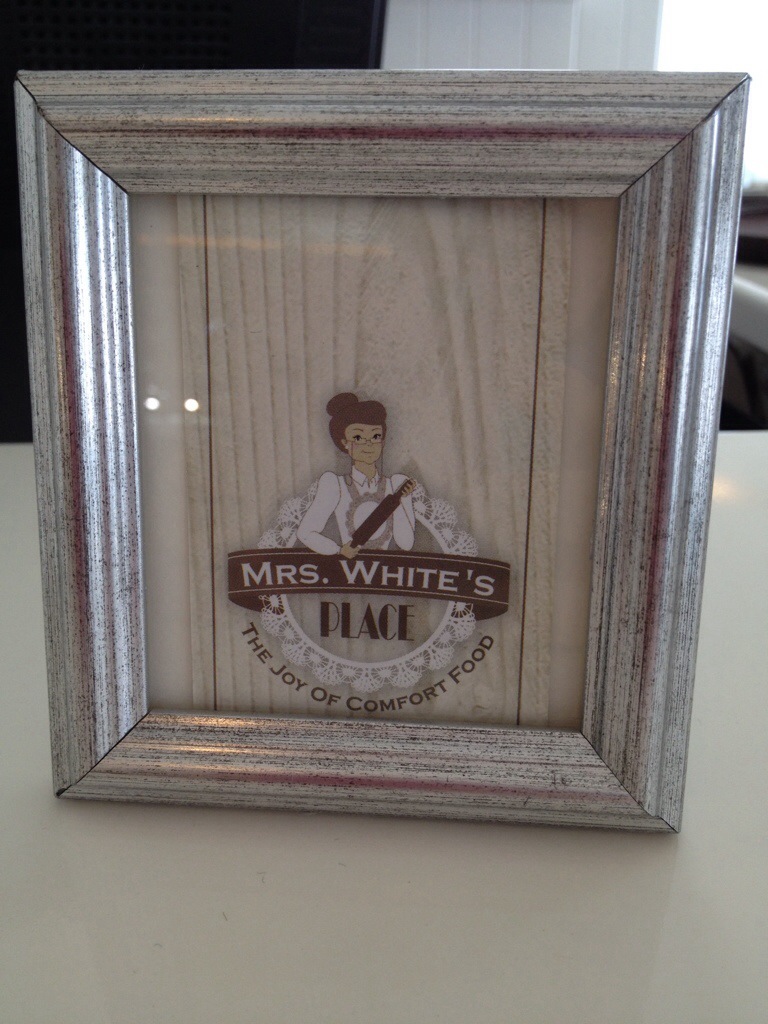 MRS. WHITE'S
PLACE
THE JOY OF COMFORT FOOD